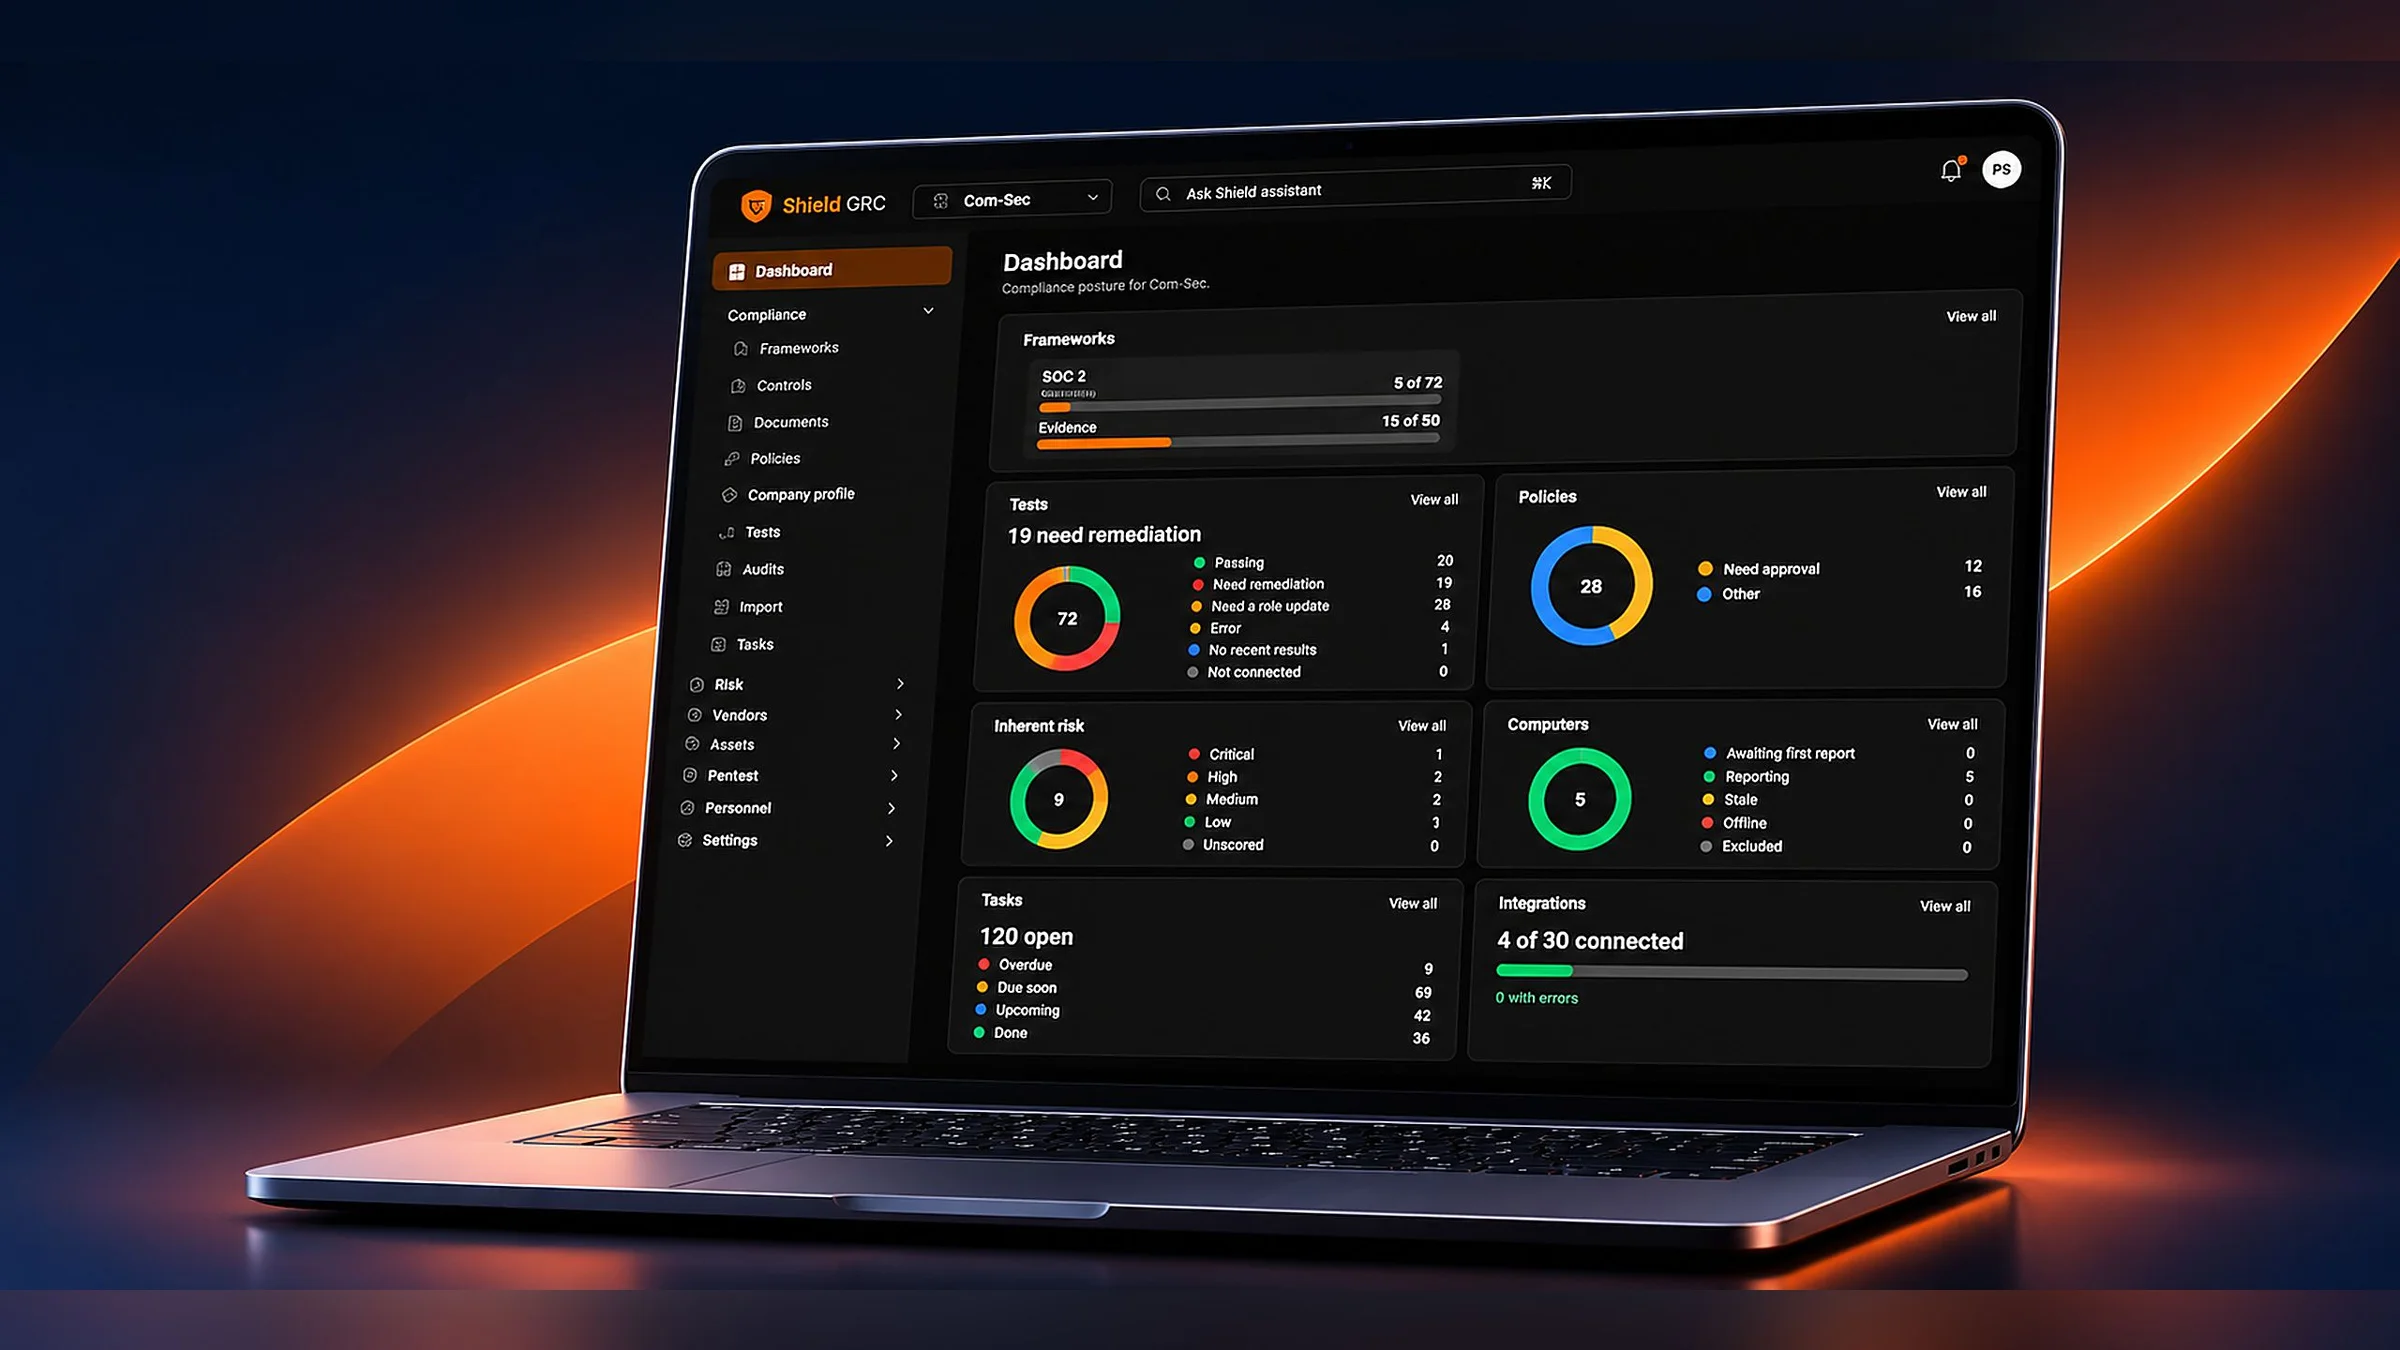 Shield GRC
Com-Sec
Ask Shield assistant
⌘K
PS
Dashboard
Compliance
Frameworks
Controls
Documents
Policies
Company profile
Tests
Audits
Import
Tasks
Risk
Vendors
Assets
Pentest
Personnel
Settings
Dashboard
Compliance posture for Com-Sec.
Frameworks
View all
SOC 2
5 of 72
Evidence
15 of 50
Tests
View all
19 need remediation
72
Passing 20
Need remediation 19
Need a role update 28
Error 4
No recent results 1
Not connected 0
Policies
View all
28
Need approval 12
Other 16
Inherent risk
View all
9
Critical 1
High 2
Medium 2
Low
Unscored 0
Computers
View all
5
Awaiting first report 0
Reporting 5
Stale 0
Offline 0
Excluded 0
Tasks
View all
120 open
Overdue 9
Due soon 69
Upcoming 42
Done 36
Integrations
View all
4 of 30 connected
0 with errors